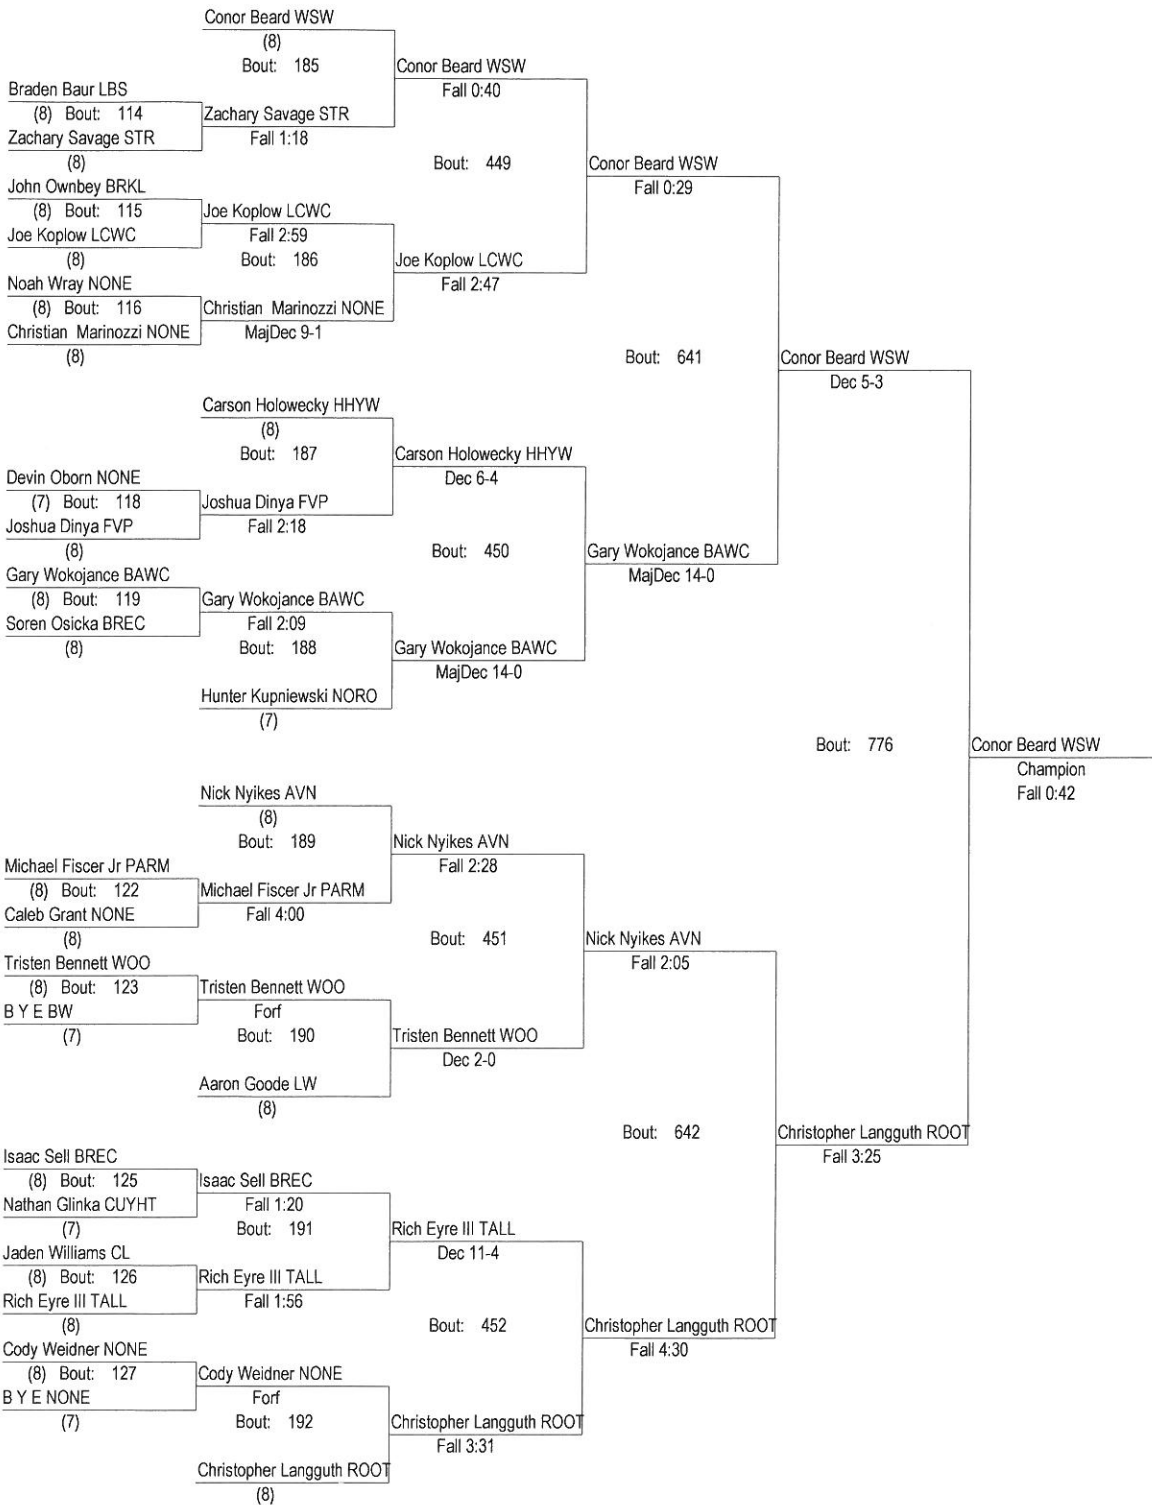 Conor Beard WSW
(8)
Bout: 185
Conor Beard WSW
Fall 0:40
Braden Baur LBS
(8) Bout: 114
Zachary Savage STR
(8)
Zachary Savage STR
Fall 1:18
Bout: 449
Conor Beard WSW
Fall 0:29
John Ownbey BRKL
(8) Bout: 115
Joe Koplow LCWC
(8)
Joe Koplow LCWC
Fall 2:59
Bout: 186
Joe Koplow LCWC
Fall 2:47
Noah Wray NONE
(8) Bout: 116
Christian Marinozzi NONE
(8)
Christian Marinozzi NONE
MajDec 9-1
Bout: 641
Conor Beard WSW
Dec 5-3
Carson Holowecky HHYW
(8)
Bout: 187
Carson Holowecky HHYW
Dec 6-4
Devin Oborn NONE
(7) Bout: 118
Joshua Dinya FVP
(8)
Joshua Dinya FVP
Fall 2:18
Bout: 450
Gary Wokojance BAWC
MajDec 14-0
Gary Wokojance BAWC
(8) Bout: 119
Soren Osicka BREC
(8)
Gary Wokojance BAWC
Fall 2:09
Bout: 188
Gary Wokojance BAWC
MajDec 14-0
Hunter Kupniewski NORO
(7)
Bout: 776
Conor Beard WSW
Champion
Fall 0:42
Nick Nyikes AVN
(8)
Bout: 189
Nick Nyikes AVN
Fall 2:28
Michael Fiscer Jr PARM
(8) Bout: 122
Caleb Grant NONE
(8)
Michael Fiscer Jr PARM
Fall 4:00
Bout: 451
Nick Nyikes AVN
Fall 2:05
Tristen Bennett WOO
(8) Bout: 123
B Y E BW
(7)
Tristen Bennett WOO
Forf
Bout: 190
Tristen Bennett WOO
Dec 2-0
Aaron Goode LW
(8)
Bout: 642
Christopher Langguth ROOT
Fall 3:25
Isaac Sell BREC
(8) Bout: 125
Nathan Glinka CUYHT
(7)
Isaac Sell BREC
Fall 1:20
Bout: 191
Rich Eyre III TALL
Dec 11-4
Jaden Williams CL
(8) Bout: 126
Rich Eyre III TALL
(8)
Rich Eyre III TALL
Fall 1:56
Bout: 452
Christopher Langguth ROOT
Fall 4:30
Cody Weidner NONE
(8) Bout: 127
B Y E NONE
(7)
Cody Weidner NONE
Forf
Bout: 192
Christopher Langguth ROOT
Fall 3:31
Christopher Langguth ROOT
(8)